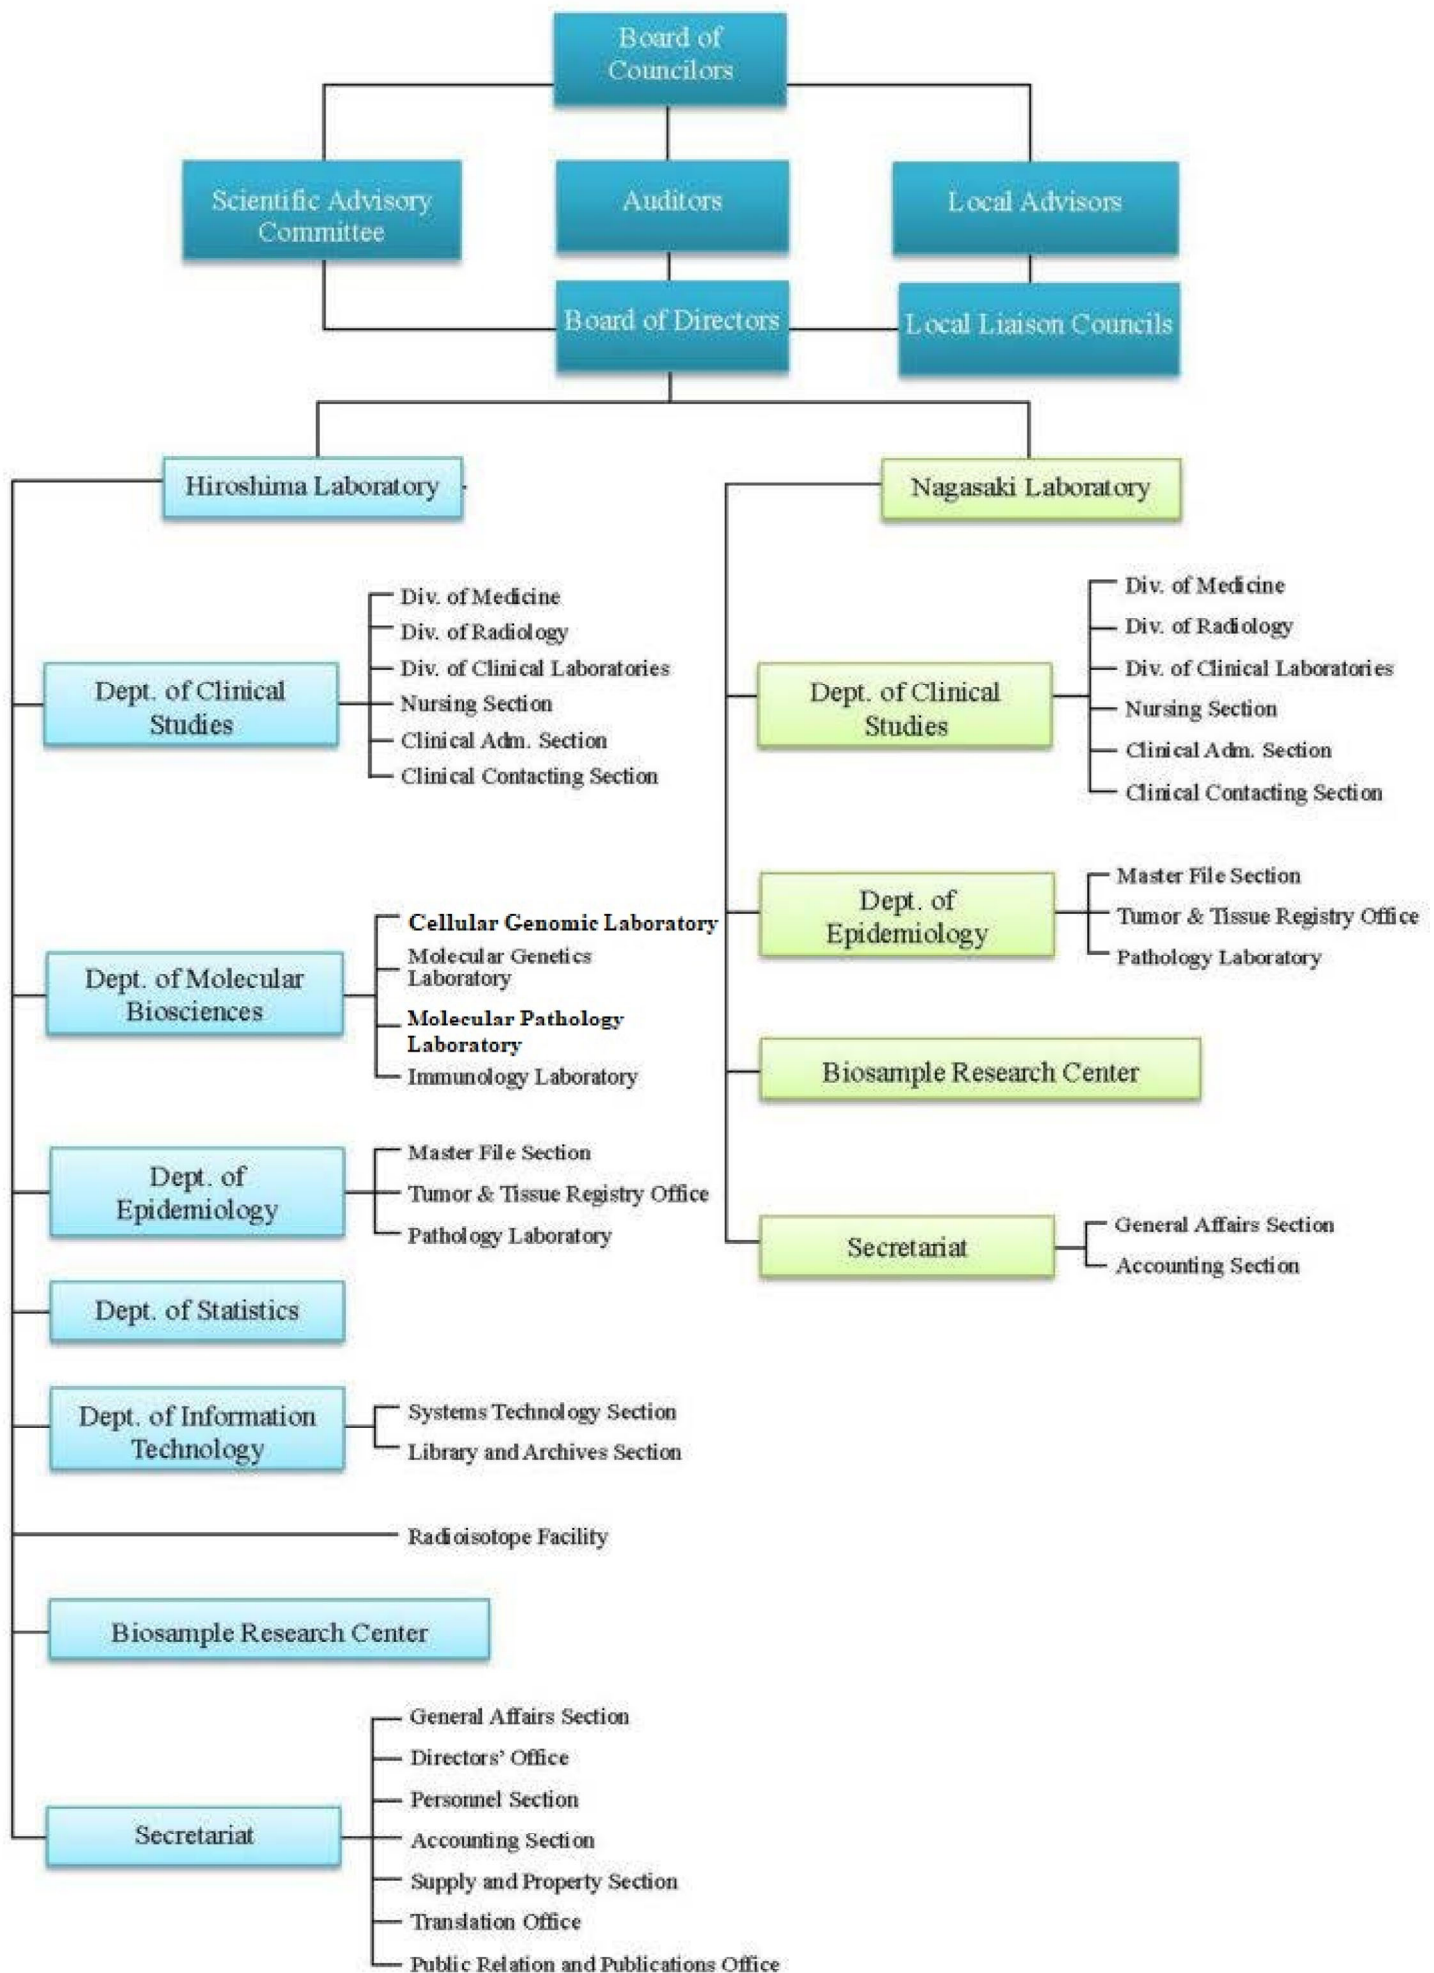 Board of
Councilors
Scientific Advisory
Committee
Auditors
Local Advisors
Board of Directors
Local Liaison Councils
Hiroshima Laboratory
Dept. of Clinical
Studies
Div. of Medicine
Div. of Radiology
Div. of Clinical Laboratories
Nursing Section
Clinical Adm. Section
Clinical Contacting Section
Dept. of Molecular
Biosciences
Cellular Genomic Laboratory
Molecular Genetics
Laboratory
Molecular Pathology
Laboratory
Immunology Laboratory
Dept. of
Epidemiology
Master File Section
Tumor & Tissue Registry Office
Pathology Laboratory
Dept. of Statistics
Dept. of Information
Technology
Systems Technology Section
Library and Archives Section
Radioisotope Facility
Biosample Research Center
Secretariat
General Affairs Section
Directors’ Office
Personnel Section
Accounting Section
Supply and Property Section
Translation Office
Public Relation and Publications Office
Nagasaki Laboratory
Dept. of Clinical
Studies
Div. of Medicine
Div. of Radiology
Div. of Clinical Laboratories
Nursing Section
Clinical Adm. Section
Clinical Contacting Section
Dept. of
Epidemiology
Master File Section
Tumor & Tissue Registry Office
Pathology Laboratory
Biosample Research Center
Secretariat
General Affairs Section
Accounting Section